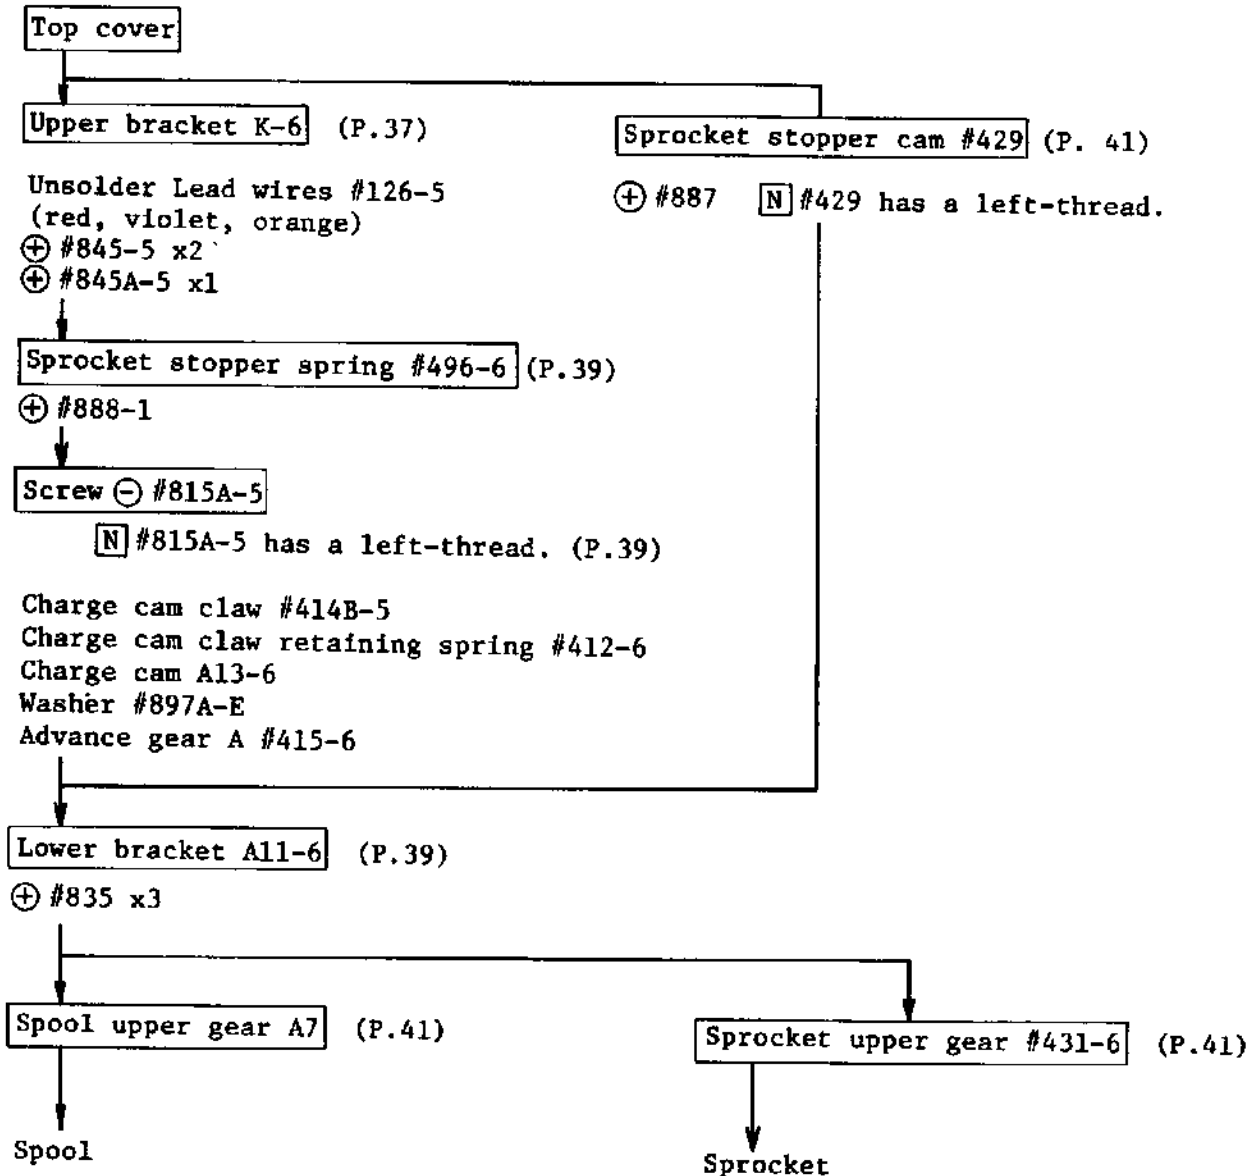 Top cover
Upper bracket K-6 (P.37)
Sprocket stopper cam #429 (P. 41)
Unsolder Lead wires #126-5
(red, violet, orange)
⊕ #887 N #429 has a left-thread.
⊕ #845-5 x2
⊕ #845A-5 x1
Sprocket stopper spring #496-6 (P.39)
⊕ #888-1
Screw ⊖ #815A-5
N #815A-5 has a left-thread. (P.39)
Charge cam claw #414B-5
Charge cam claw retaining spring #412-6
Charge cam A13-6
Washer #897A-E
Advance gear A #415-6
Lower bracket A11-6 (P.39)
⊕ #835 x3
Spool upper gear A7 (P.41)
Sprocket upper gear #431-6 (P.41)
Spool
Sprocket